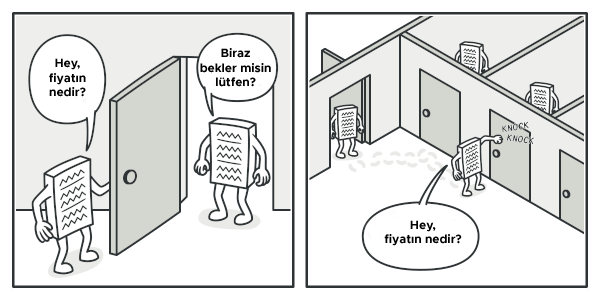 Hey,
fiyatın
nedir?
Biraz
bekler misin
lütfen?
KNOCK
KNOCK
Hey,
fiyatın nedir?